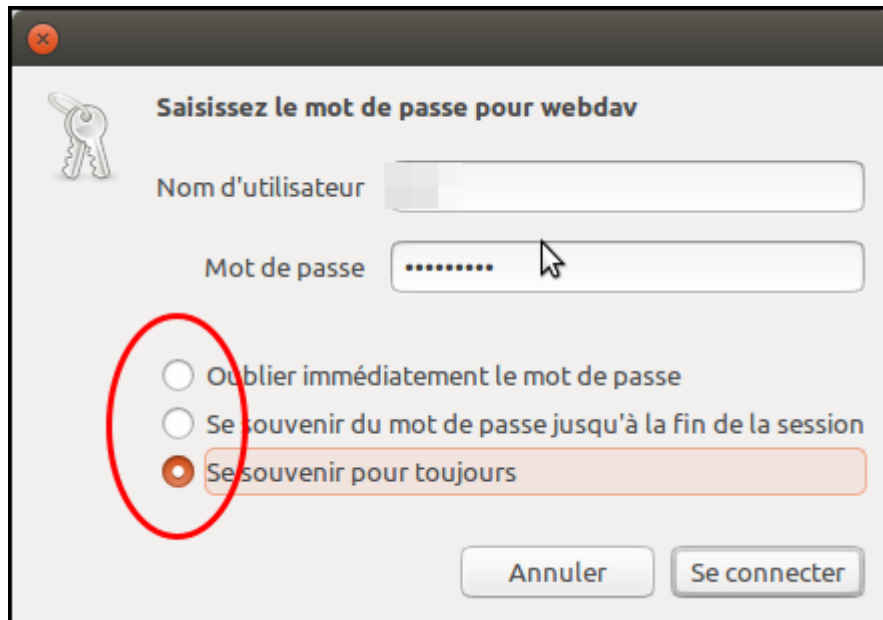 Saisissez le mot de passe pour webdav
Nom d'utilisateur
Mot de passe •••••••••
Oublier immédiatement le mot de passe
Se souvenir du mot de passe jusqu'à la fin de la session
Se souvenir pour toujours
Annuler Se connecter